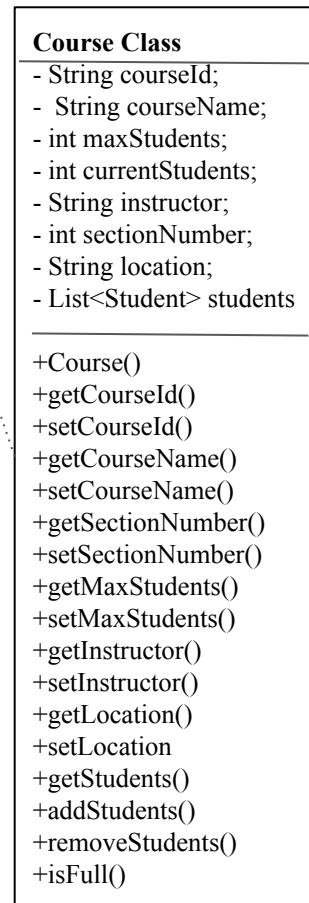 Course Class
- String courseId;
-  String courseName;
- int maxStudents;
- int currentStudents;
- String instructor;
- int sectionNumber;
- String location;
- List<Student> students
+Course()
+getCourseId()
+setCourseId()
+getCourseName()
+setCourseName()
+getSectionNumber()
+setSectionNumber()
+getMaxStudents()
+setMaxStudents()
+getInstructor()
+setInstructor()
+getLocation()
+setLocation
+getStudents()
+addStudents()
+removeStudents()
+isFull()